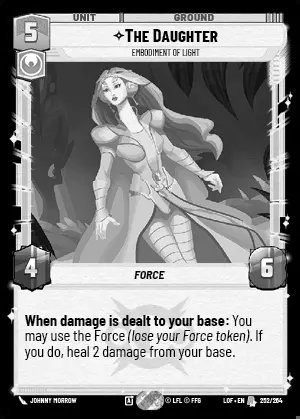 UNIT GROUND
5
THE DAUGHTER
EMBODIMENT OF LIGHT
4
6
FORCE
When damage is dealt to your base: You
may use the Force (lose your Force token). If
you do, heal 2 damage from your base.
JOHNNY MORROW © LFL © FFG LOF • EN 252/264